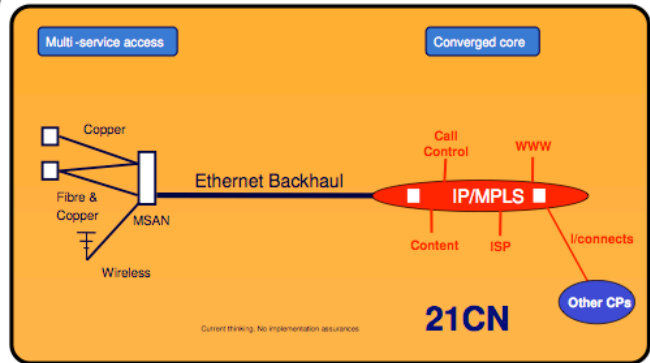 Multi-service access
Converged core
Copper
Call
Control
WWW
Ethernet Backhaul
IP/MPLS
Fibre &
Copper
MSAN
Content
ISP
I/connects
Wireless
Other CPs
21CN
Current thinking. No implementation assurances